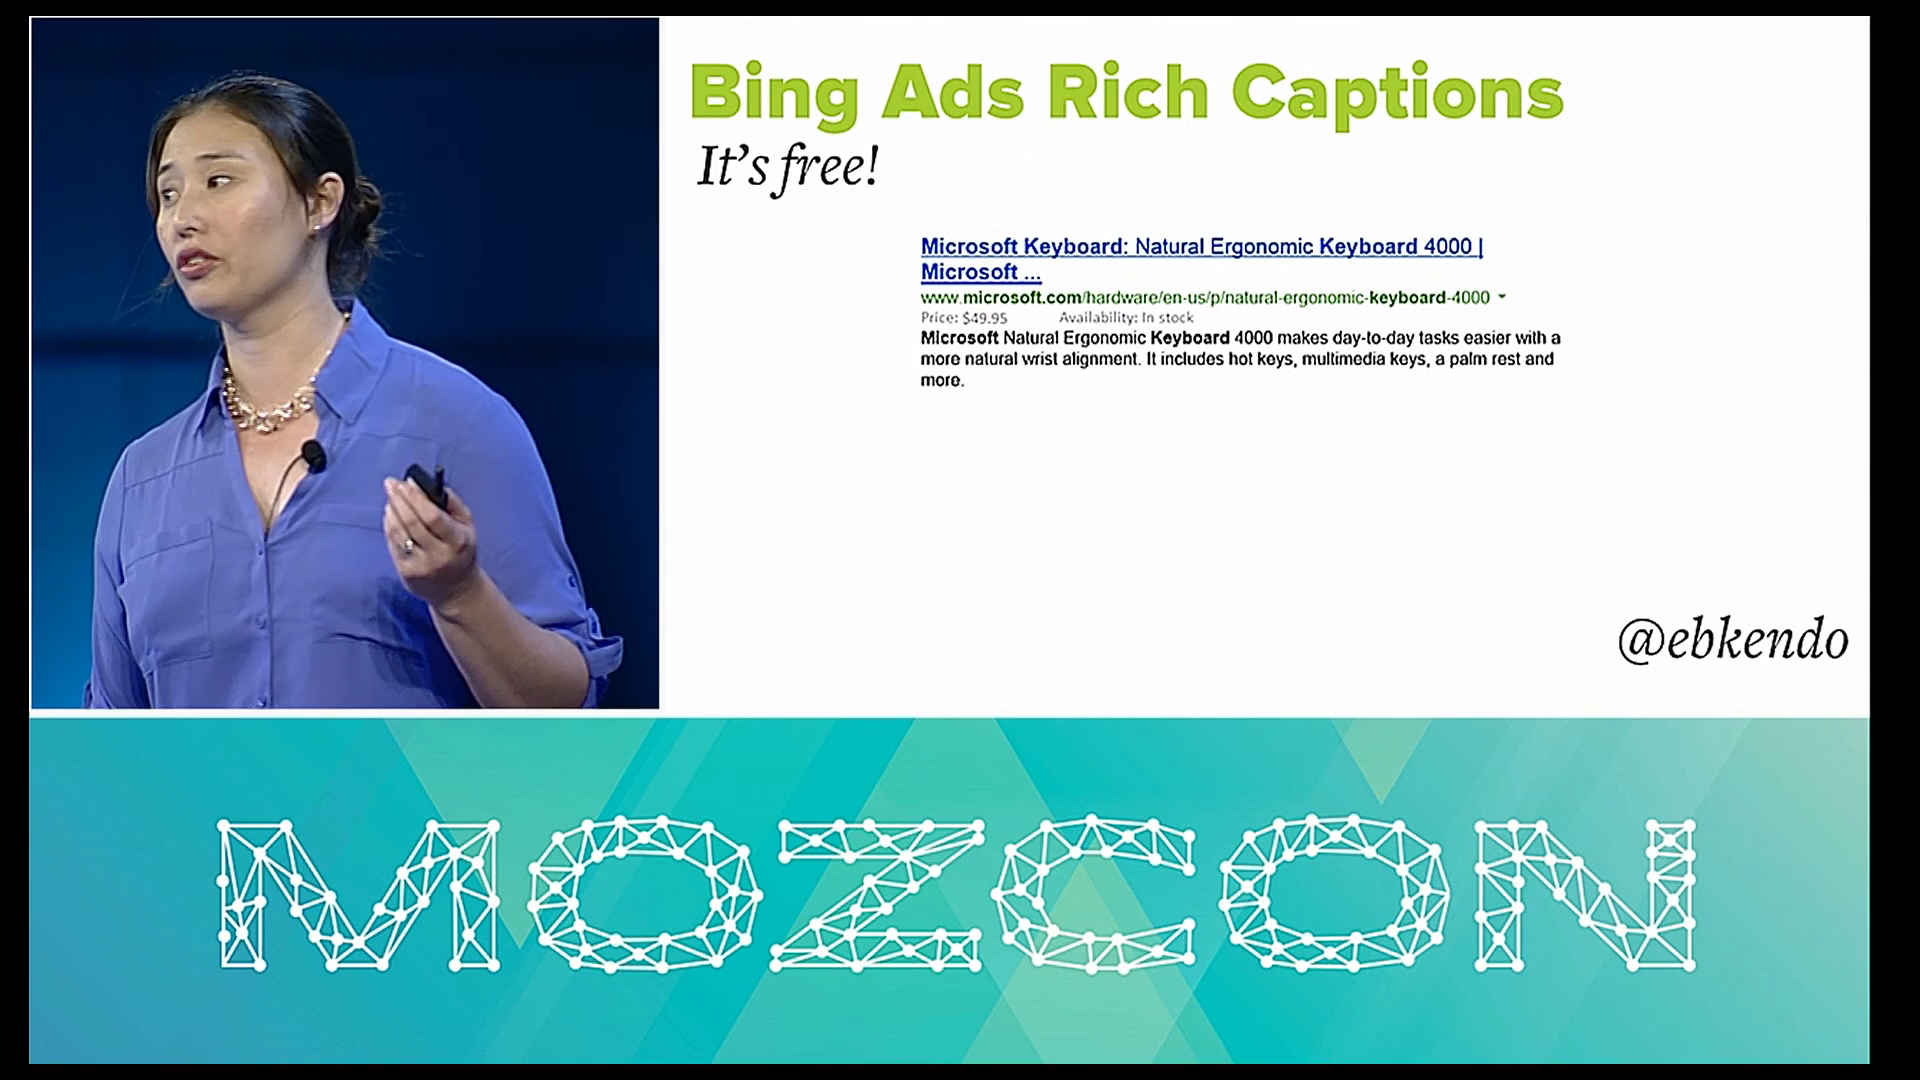 Bing Ads Rich Captions
It's free!
Microsoft Keyboard: Natural Ergonomic Keyboard 4000 |
Microsoft ...
www.microsoft.com/hardware/en-us/p/natural-ergonomic-keyboard-4000
Price: $49.95 Availability: In stock
Microsoft Natural Ergonomic Keyboard 4000 makes day-to-day tasks easier with a
more natural wrist alignment. It includes hot keys, multimedia keys, a palm rest and
more.
@ebkendo
MOZCON